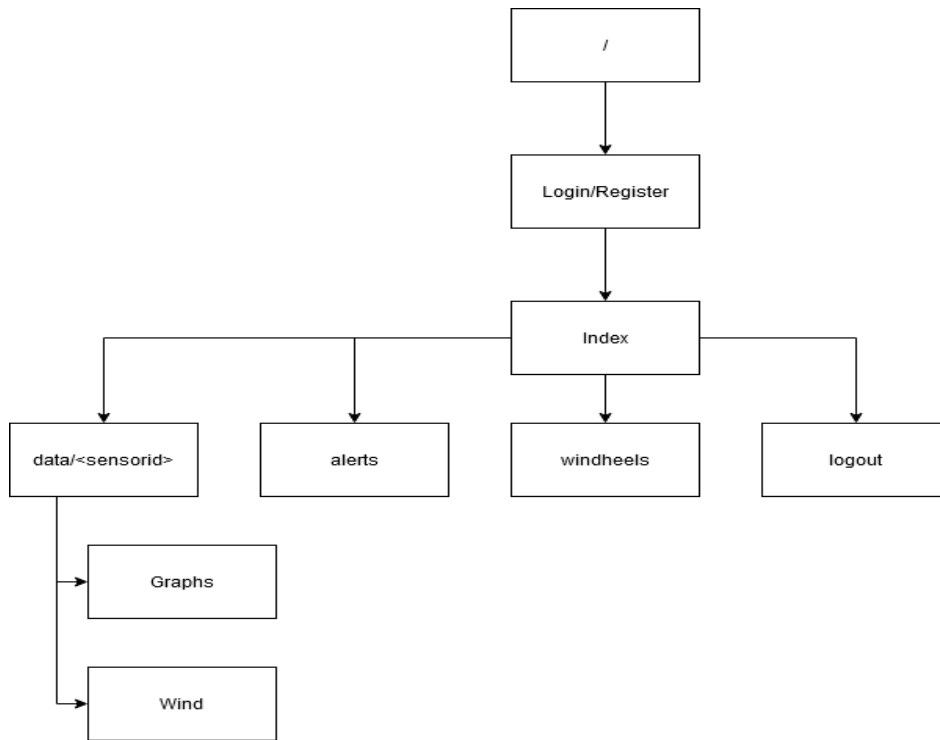 /
Login/Register
Index
data/<sensorid>
alerts
windheels
logout
Graphs
Wind